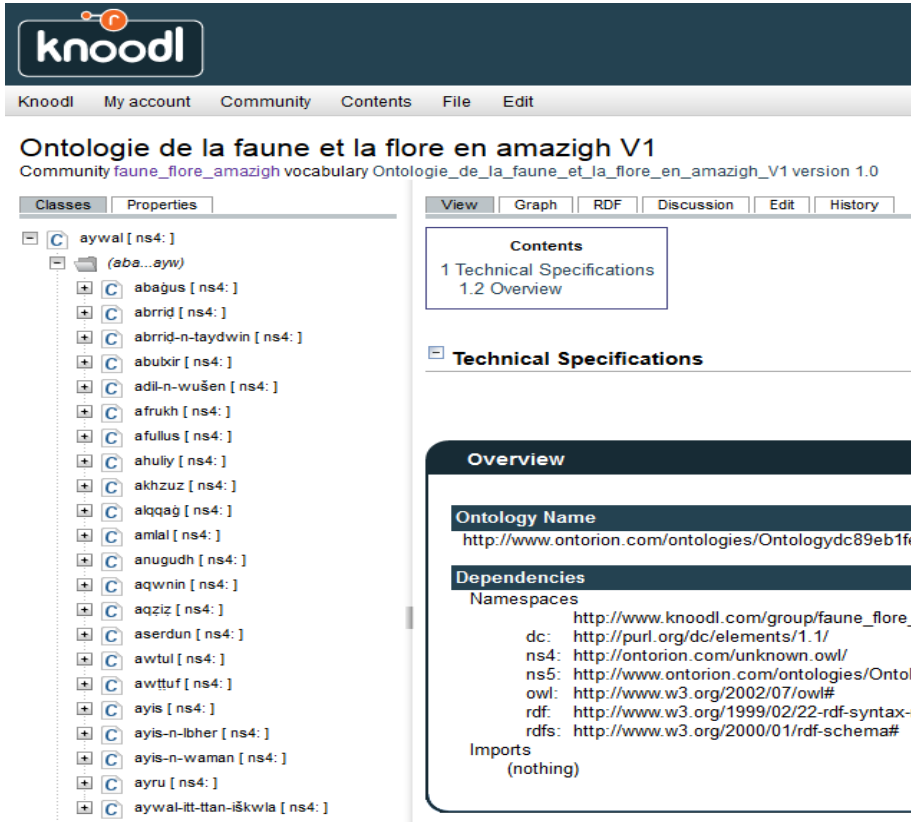 knoodl
Knoodl My account Community Contents File Edit
Ontologie de la faune et la flore en amazigh V1
Community faune_flore_amazigh vocabulary Ontologie_de_la_faune_et_la_flore_en_amazigh_V1 version 1.0
Classes Properties
aywal [ ns4: ]
(aba...ayw)
abaġus [ ns4: ]
abrriḍ [ ns4: ]
abrriḍ-n-taydwin [ ns4: ]
abulxir [ ns4: ]
adil-n-wušen [ ns4: ]
afrukh [ ns4: ]
afullus [ ns4: ]
ahuliy [ ns4: ]
akhzuz [ ns4: ]
alqqaġ [ ns4: ]
amlal [ ns4: ]
anugudh [ ns4: ]
aqwnin [ ns4: ]
aqẓiẓ [ ns4: ]
aserdun [ ns4: ]
awtul [ ns4: ]
awṭṭuf [ ns4: ]
ayis [ ns4: ]
ayis-n-lbher [ ns4: ]
ayis-n-waman [ ns4: ]
ayru [ ns4: ]
aywal-itt-ttan-iškwla [ ns4: ]
View Graph RDF Discussion Edit History
Contents
1 Technical Specifications
1.2 Overview
Technical Specifications
Overview
Ontology Name
http://www.ontorion.com/ontologies/Ontologydc89eb1fe
Dependencies
Namespaces
http://www.knoodl.com/group/faune_flore_
dc: http://purl.org/dc/elements/1.1/
ns4: http://ontorion.com/unknown.owl/
ns5: http://www.ontorion.com/ontologies/Ontol
owl: http://www.w3.org/2002/07/owl#
rdf: http://www.w3.org/1999/02/22-rdf-syntax-
rdfs: http://www.w3.org/2000/01/rdf-schema#
Imports
(nothing)